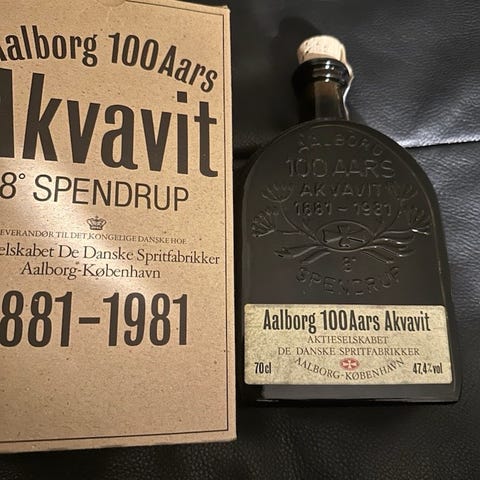 Aalborg 100Aars
Akvavit
8° SPENDRUP
LEVERANDØR TIL DET KONGELIGE DANSKE HOF
elskabet De Danske Spritfabrikker
Aalborg-København
881-1981
AALBORG
100 AARS
AKVAVIT
1881-1981
8°
SPENDRUP
Aalborg 100Aars Akvavit
AKTIESELSKABET
DE DANSKE SPRITFABRIKKER
AALBORG-KØBENHAVN
70cl
47,4%vol